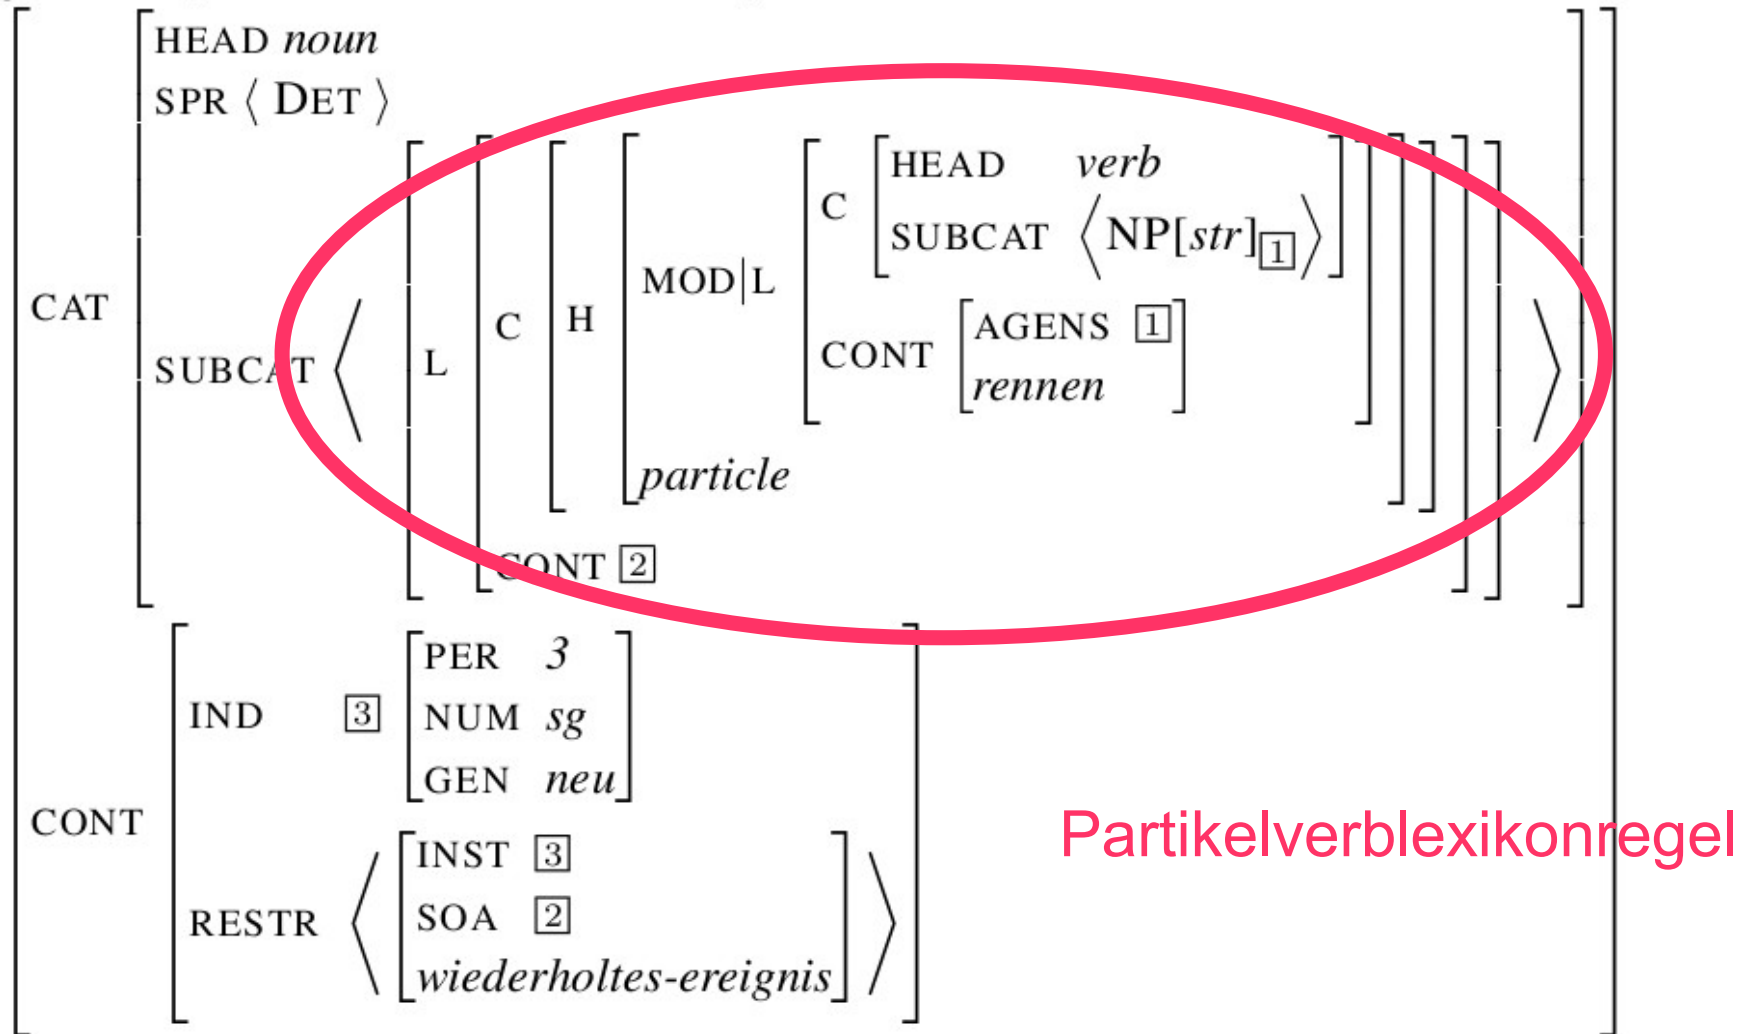 HEAD noun
SPR ⟨ DET ⟩
HEAD verb
C
SUBCAT ⟨NP[str]1⟩
MOD|L
CAT
C H
AGENS 1
SUBCAT ⟨ L
CONT
rennen
particle
CONT 2
PER 3
IND 3 NUM sg
GEN neu
CONT
Partikelverblexikonregel
INST 3
RESTR ⟨ SOA 2 ⟩
wiederholtes-ereignis